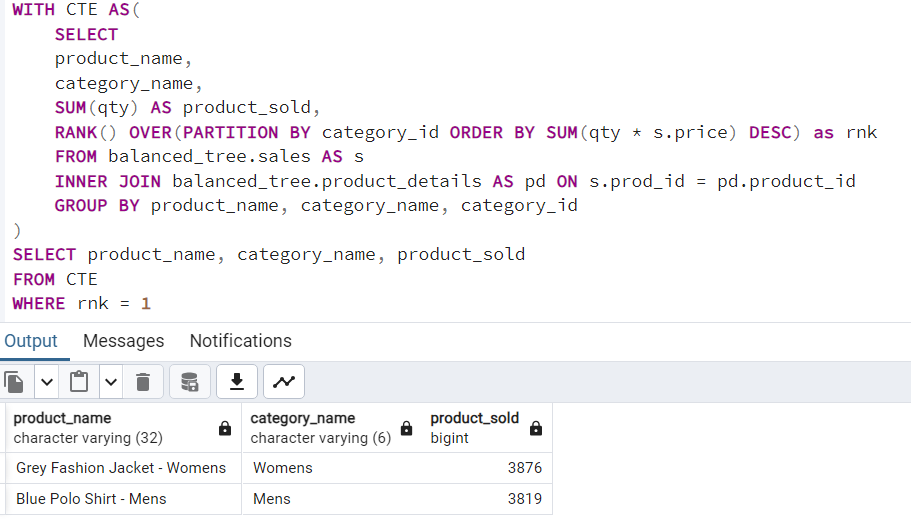 WITH CTE AS(
SELECT
product_name,
category_name,
SUM(qty) AS product_sold,
RANK() OVER(PARTITION BY category_id ORDER BY SUM(qty * s.price) DESC) as rnk
FROM balanced_tree.sales AS s
INNER JOIN balanced_tree.product_details AS pd ON s.prod_id = pd.product_id
GROUP BY product_name, category_name, category_id
)
SELECT product_name, category_name, product_sold
FROM CTE
WHERE rnk = 1
Output Messages Notifications
product_name category_name product_sold
character varying (32) character varying (6) bigint
Grey Fashion Jacket - Womens Womens 3876
Blue Polo Shirt - Mens Mens 3819